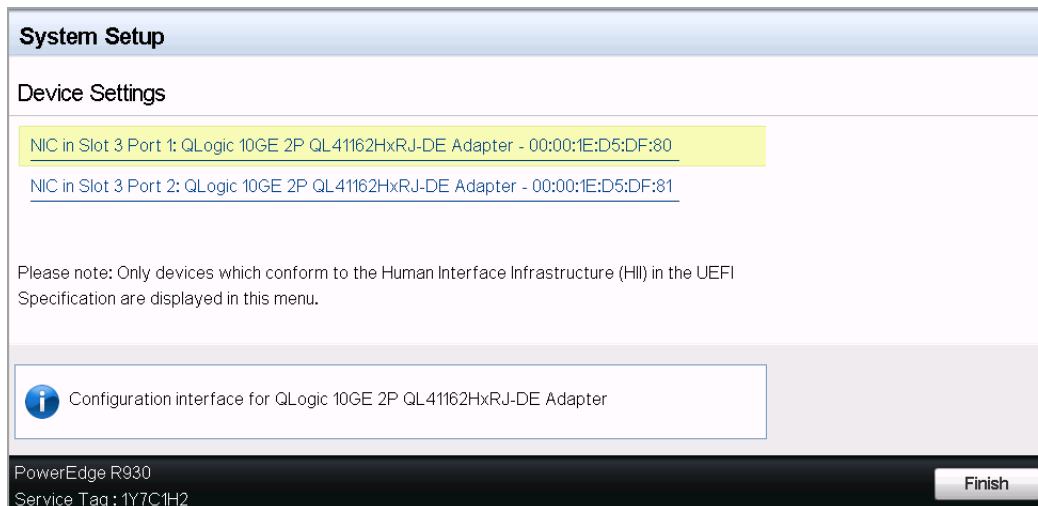 System Setup
Device Settings
NIC in Slot 3 Port 1: QLogic 10GE 2P QL41162HxRJ-DE Adapter - 00:00:1E:D5:DF:80
NIC in Slot 3 Port 2: QLogic 10GE 2P QL41162HxRJ-DE Adapter - 00:00:1E:D5:DF:81
Please note: Only devices which conform to the Human Interface Infrastructure (HII) in the UEFI
Specification are displayed in this menu.
Configuration interface for QLogic 10GE 2P QL41162HxRJ-DE Adapter
PowerEdge R930
Service Tag : 1Y7C1H2
Finish